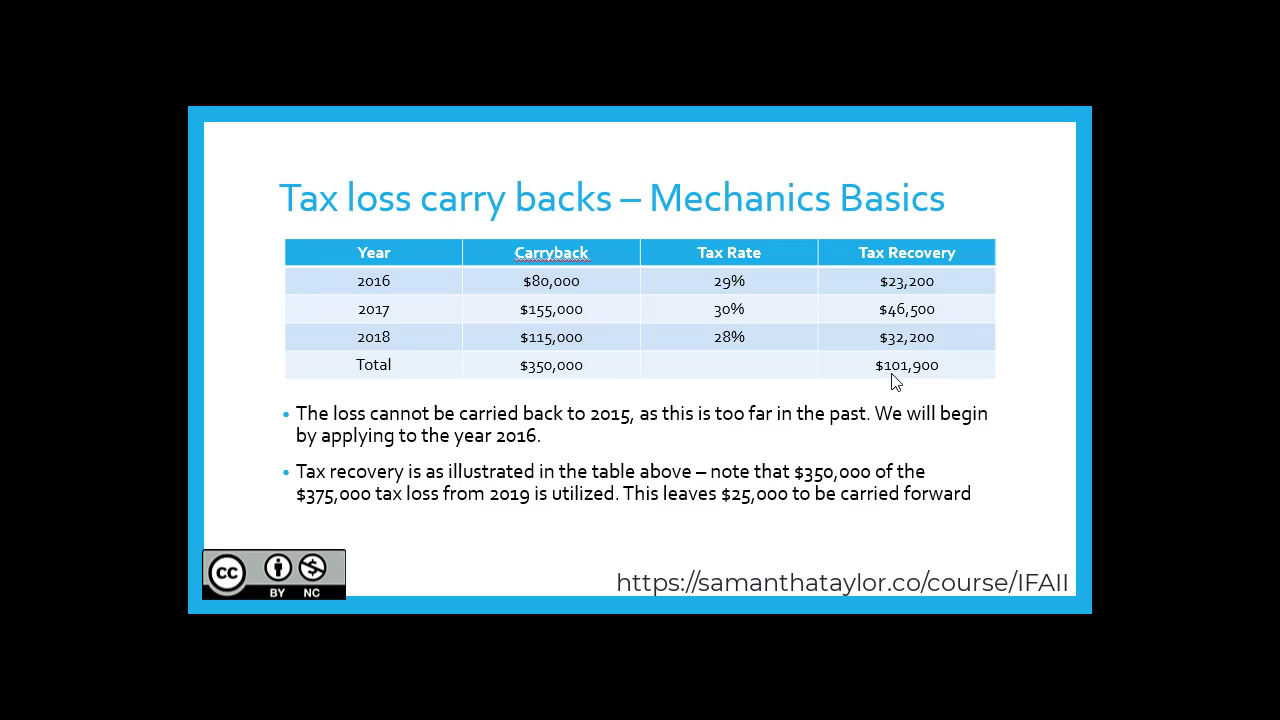 Tax loss carry backs – Mechanics Basics
Year Carryback Tax Rate Tax Recovery
2016 $80,000 29% $23,200
2017 $155,000 30% $46,500
2018 $115,000 28% $32,200
Total $350,000 $101,900
• The loss cannot be carried back to 2015, as this is too far in the past. We will begin
by applying to the year 2016.
• Tax recovery is as illustrated in the table above – note that $350,000 of the
$375,000 tax loss from 2019 is utilized. This leaves $25,000 to be carried forward
cc
BY NC
https://samanthataylor.co/course/IFAII